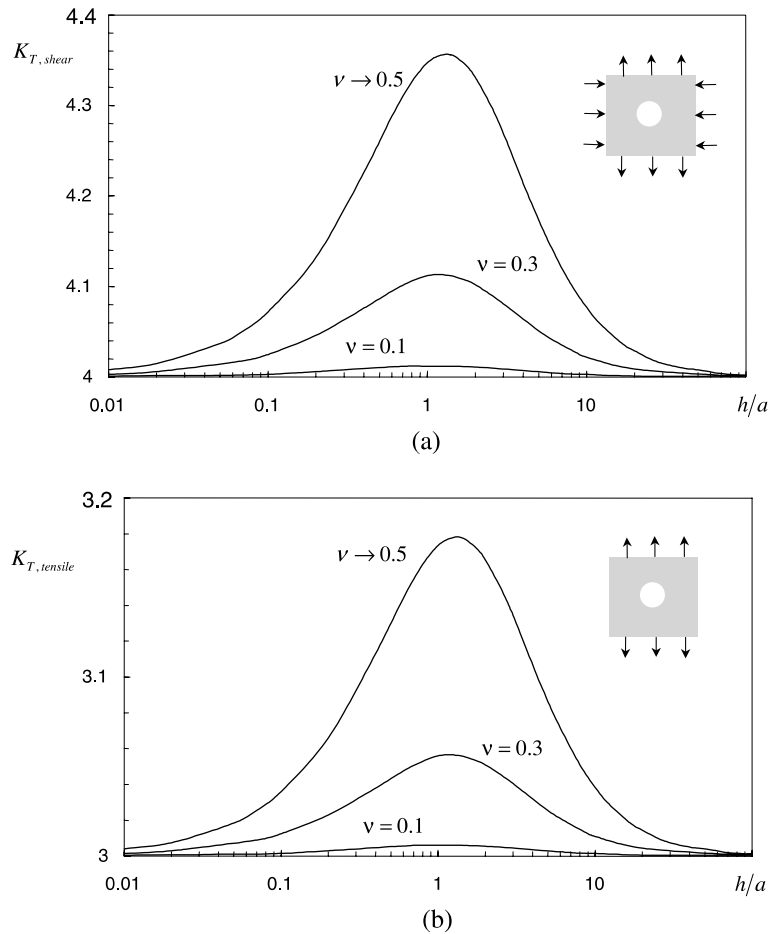 4.4
K_{T, shear}
ν → 0.5
4.3
4.2
ν = 0.3
4.1
ν = 0.1
4
0.01 0.1 1 10 h/a
(a)
3.2
K_{T, tensile}
ν → 0.5
3.1
ν = 0.3
ν = 0.1
3
0.01 0.1 1 10 h/a
(b)